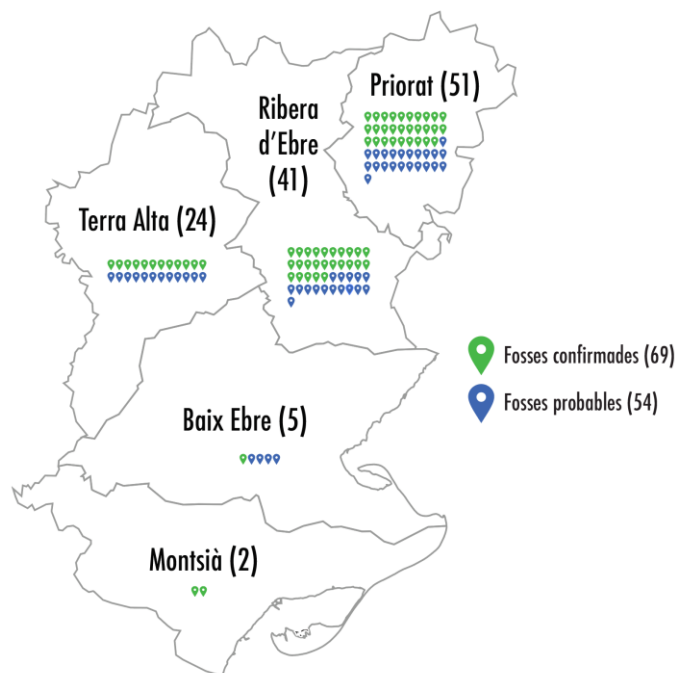 Priorat (51)
Ribera
d'Ebre
(41)
Terra Alta (24)
Fosses confirmades (69)
Fosses probables (54)
Baix Ebre (5)
Montsià (2)